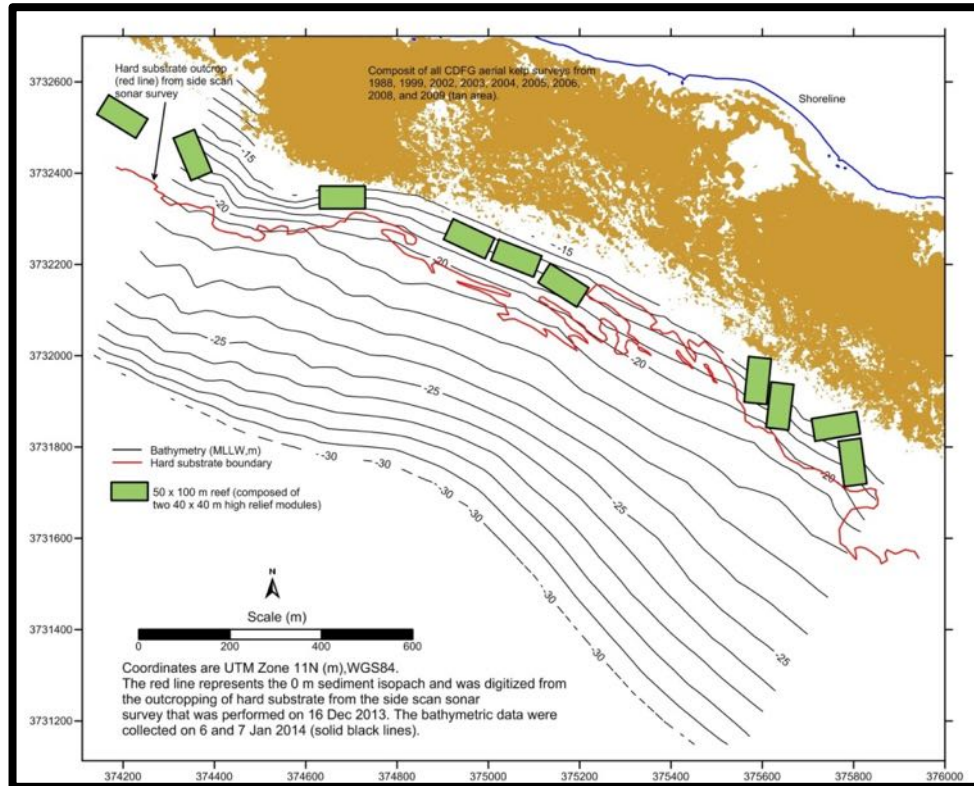 3732600
3732400
3732200
3732000
3731800
3731600
3731400
3731200
Hard substrate outcrop
(red line) from side scan
sonar survey
Composit of all CDFG aerial kelp surveys from
1988, 1999, 2002, 2003, 2004, 2005, 2006,
2008, and 2009 (tan area).
Shoreline
-15
-20
-15
-20
-20
-25
-25
-20
-25
-30
-30
-30
-30
-30
-30
-25
Bathymetry (MLLW,m)
Hard substrate boundary
50 x 100 m reef (composed of
two 40 x 40 m high relief modules)
N
Scale (m)
0 200 400 600
Coordinates are UTM Zone 11N (m),WGS84.
The red line represents the 0 m sediment isopach and was digitized from
the outcropping of hard substrate from the side scan sonar
survey that was performed on 16 Dec 2013. The bathymetric data were
collected on 6 and 7 Jan 2014 (solid black lines).
374200 374400 374600 374800 375000 375200 375400 375600 375800 376000